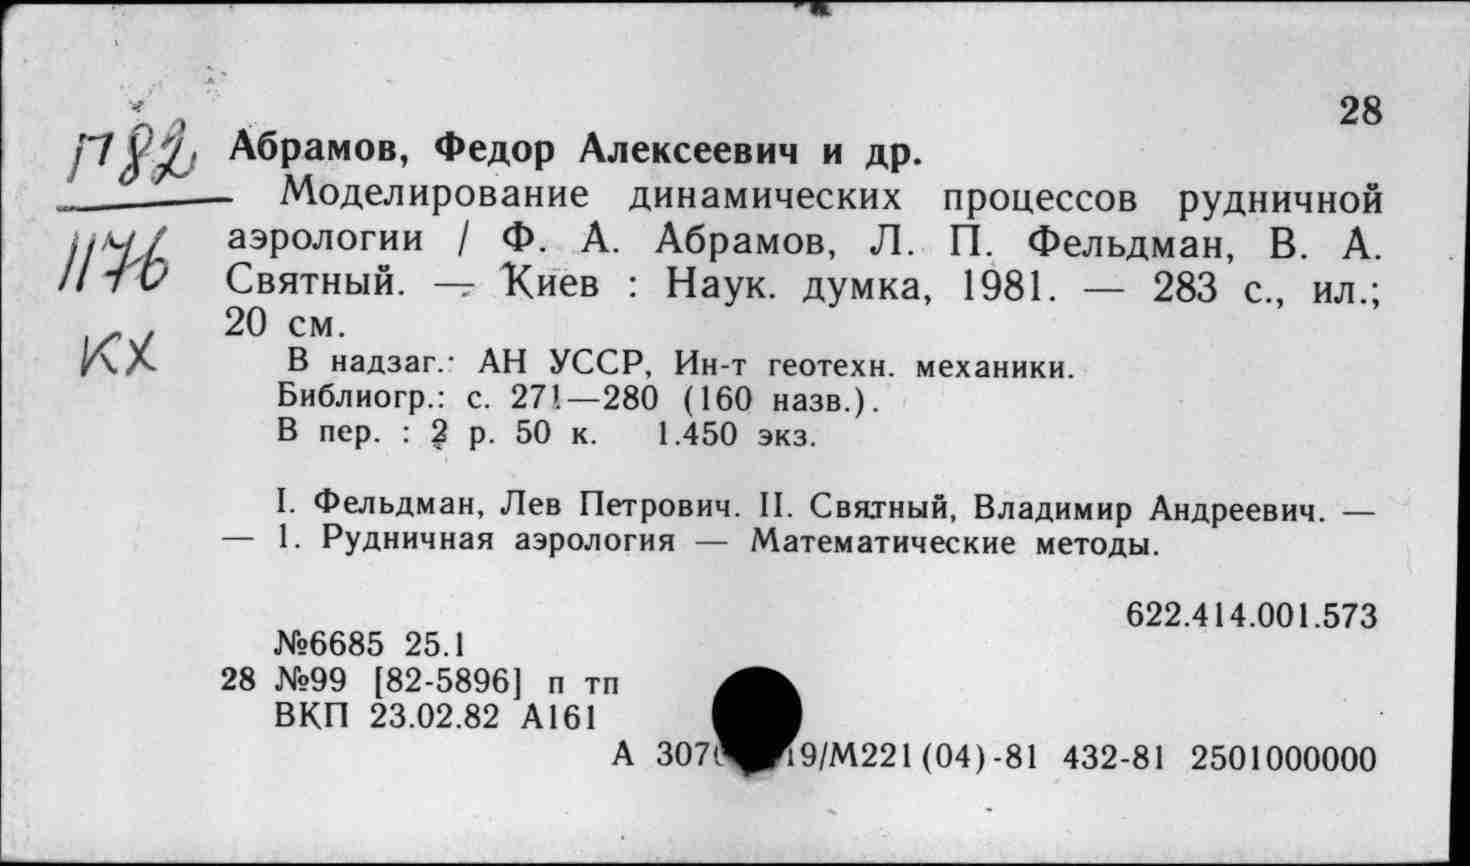 28
П82
1176
КХ
Абрамов, Федор Алексеевич и др.
Моделирование динамических процессов рудничной
аэрологии / Ф. А. Абрамов, Л. П. Фельдман, В. А.
Святный. — Киев : Наук. думка, 1981. — 283 с., ил.;
20 см.
В надзаг.: АН УССР, Ин-т геотехн. механики.
Библиогр.: с. 271—280 (160 назв.).
В пер. : 2 р. 50 к. 1.450 экз.
I. Фельдман, Лев Петрович. II. Святный, Владимир Андреевич. —
— 1. Рудничная аэрология — Математические методы.
622.414.001.573
№6685 25.1
28 №99 [82-5896] п тп
ВКП 23.02.82 А161
А 9/М221(04)-81 432-81 2501000000